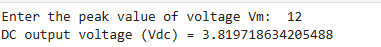 Enter the peak value of voltage Vm:  12
DC output voltage (Vdc) = 3.819718634205488